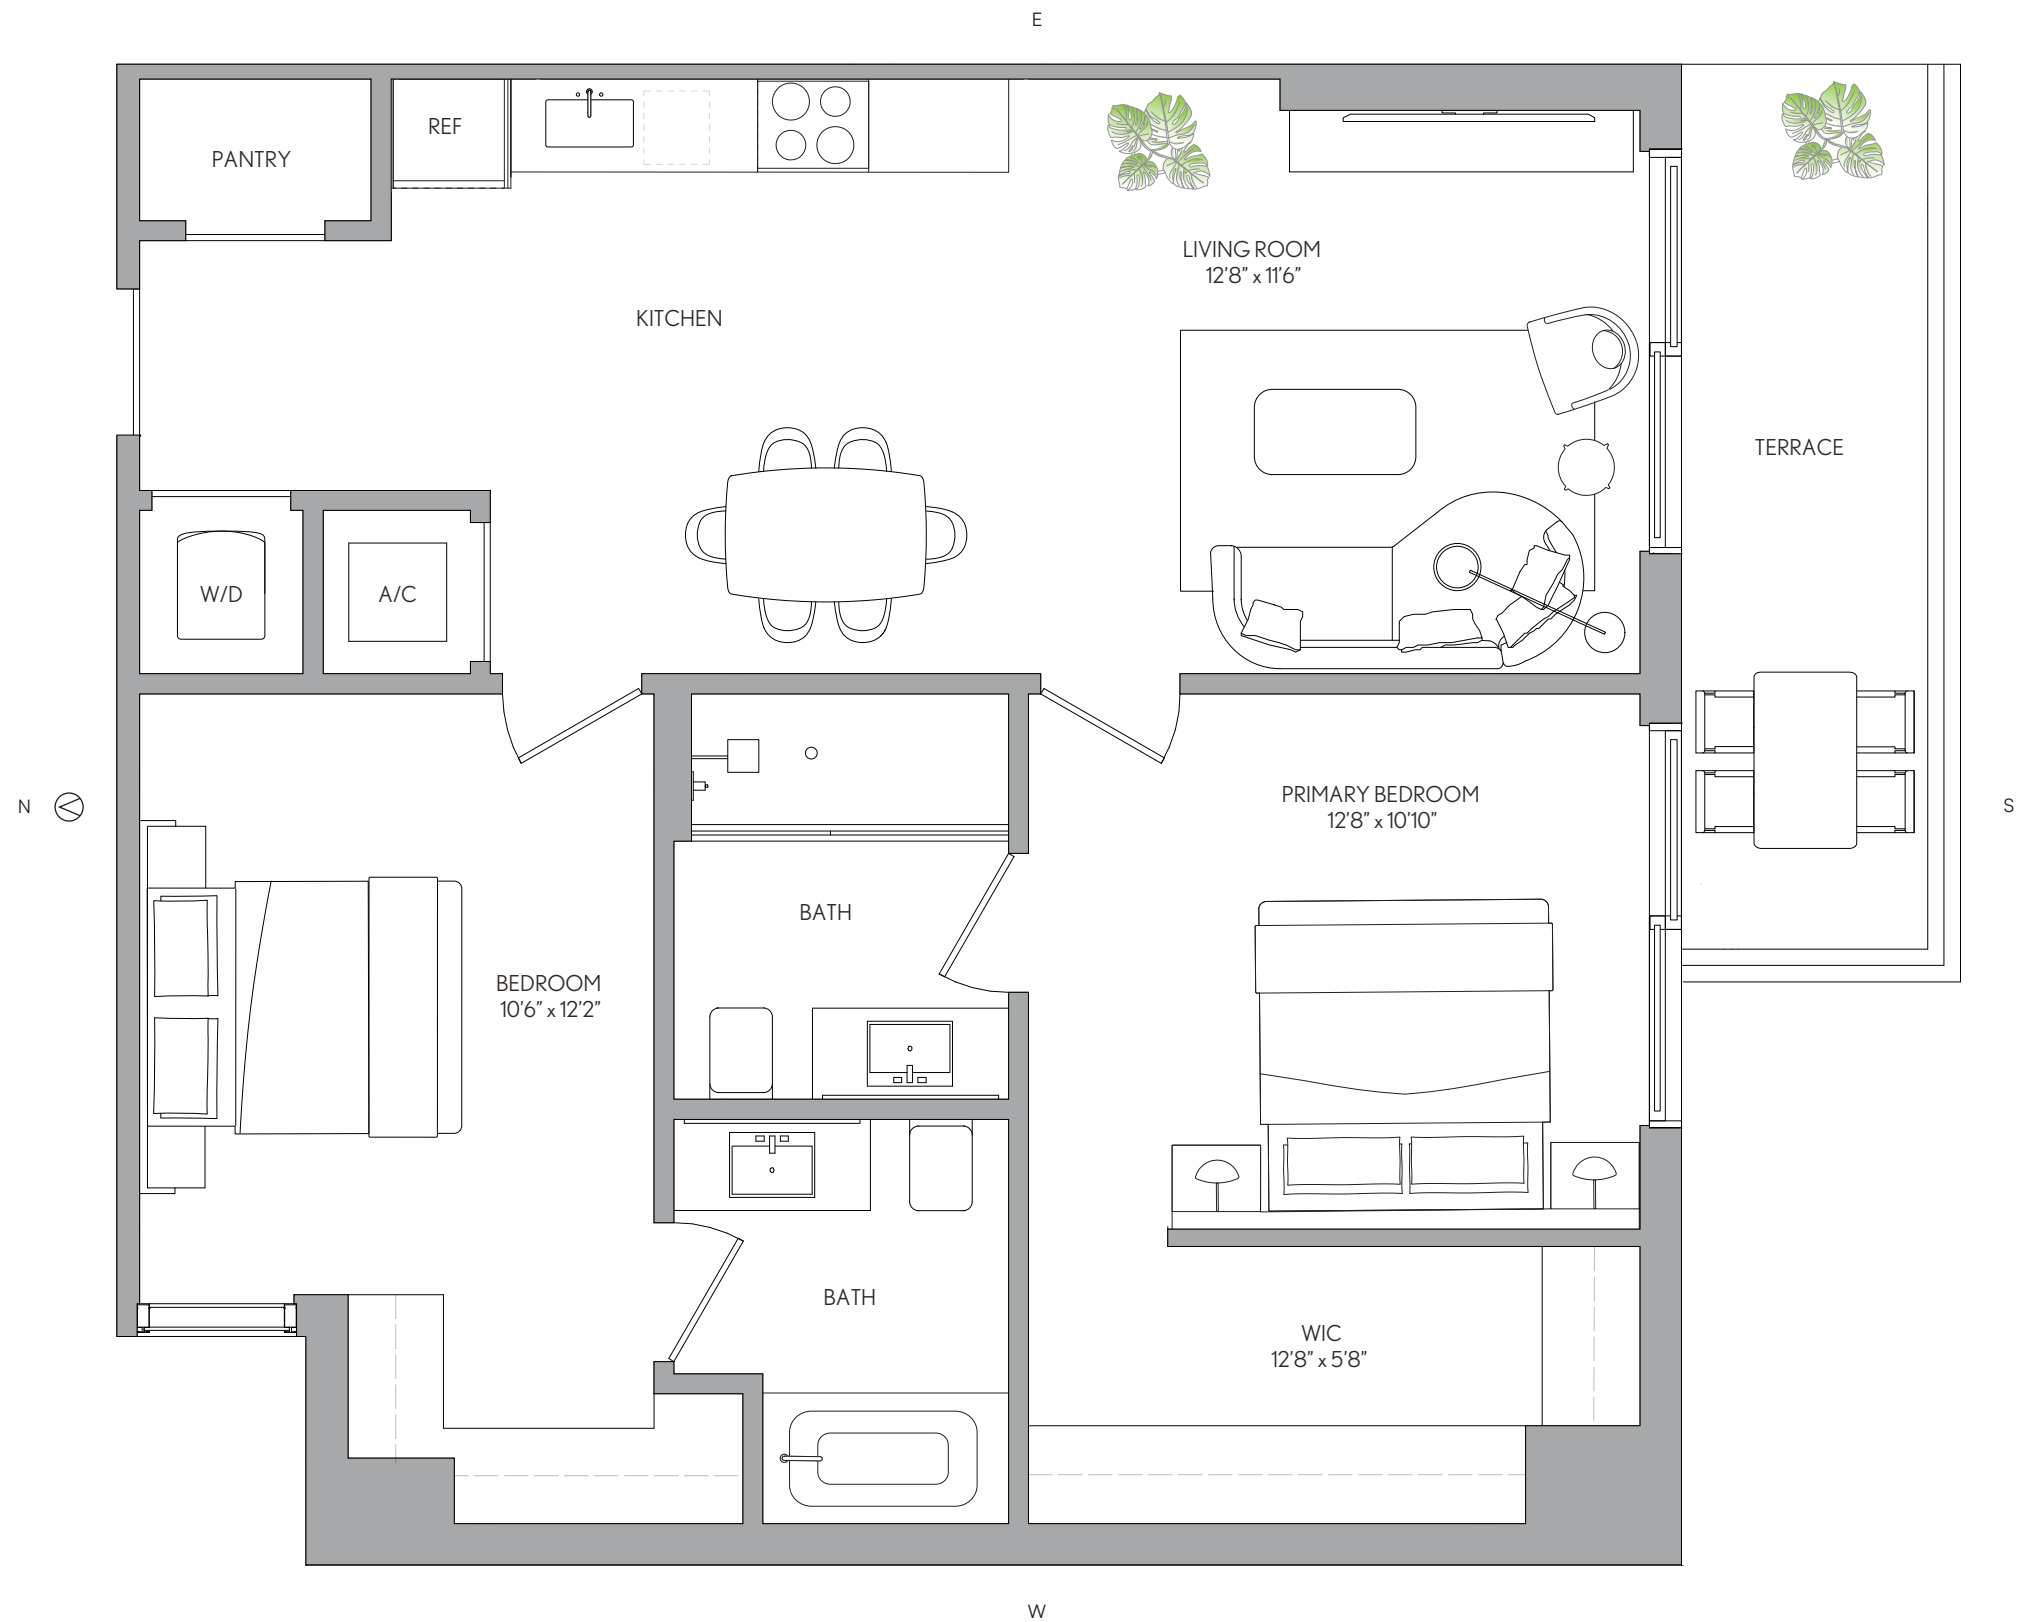 E
PANTRY
REF
LIVING ROOM
12'8" x 11'6"
KITCHEN
TERRACE
W/D
A/C
PRIMARY BEDROOM
12'8" x 10'10"
N
S
BATH
BEDROOM
10'6" x 12'2"
BATH
WIC
12'8" x 5'8"
W